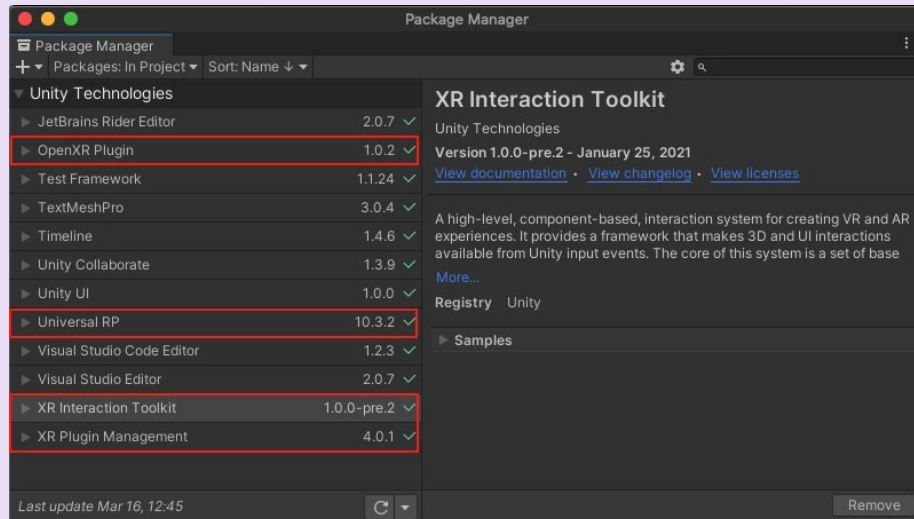 Package Manager
Package Manager
Packages: In Project
Sort: Name ↓
Unity Technologies
JetBrains Rider Editor 2.0.7
OpenXR Plugin 1.0.2
Test Framework 1.1.24
TextMeshPro 3.0.4
Timeline 1.4.6
Unity Collaborate 1.3.9
Unity UI 1.0.0
Universal RP 10.3.2
Visual Studio Code Editor 1.2.3
Visual Studio Editor 2.0.7
XR Interaction Toolkit 1.0.0-pre.2
XR Plugin Management 4.0.1
Last update Mar 16, 12:45
XR Interaction Toolkit
Unity Technologies
Version 1.0.0-pre.2 - January 25, 2021
View documentation • View changelog • View licenses
A high-level, component-based, interaction system for creating VR and AR
experiences. It provides a framework that makes 3D and UI interactions
available from Unity input events. The core of this system is a set of base
More...
Registry Unity
Samples
Remove